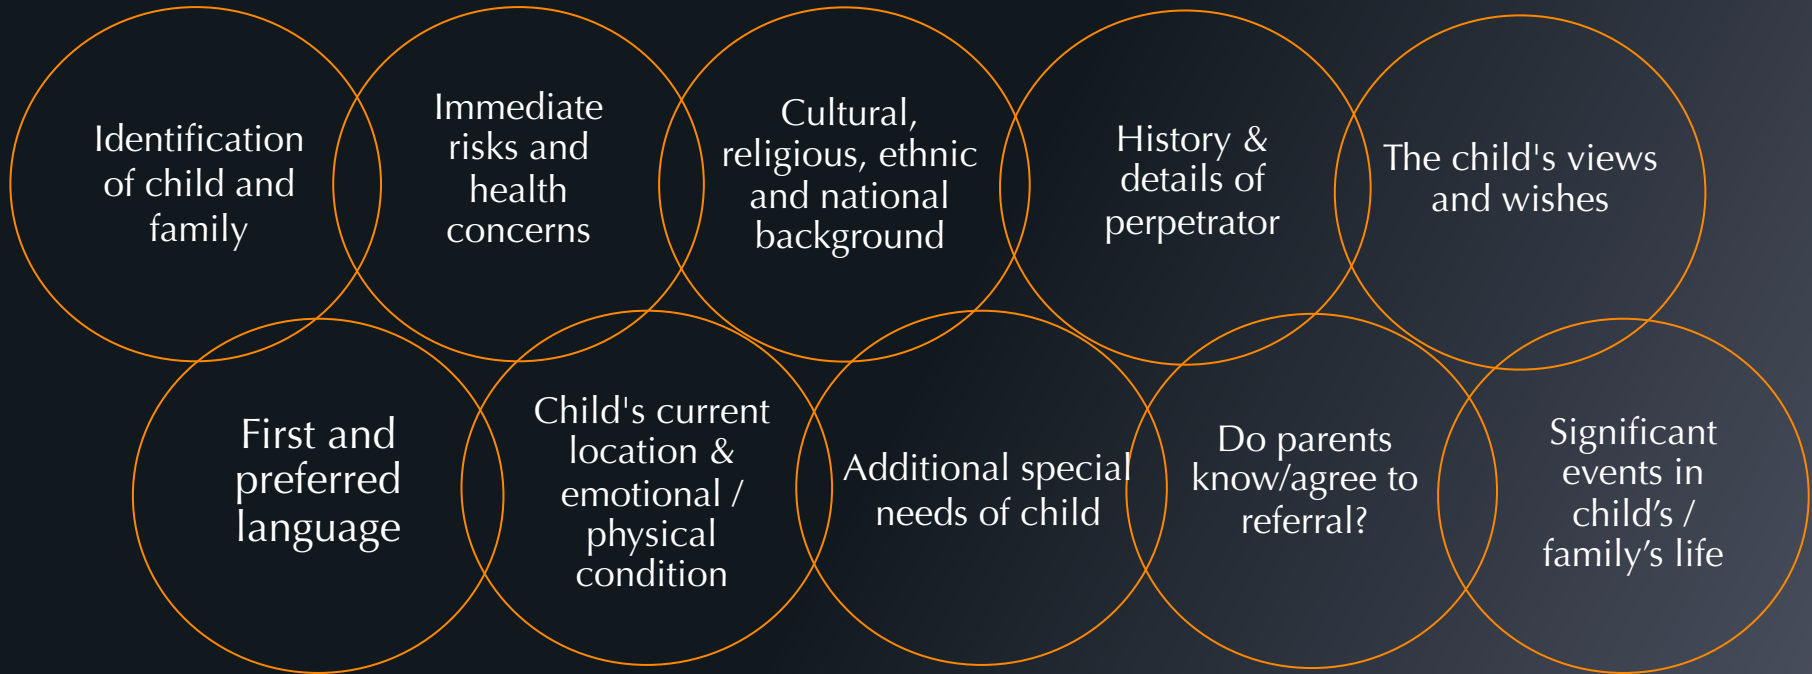 Identification
of child and
family
Immediate
risks and
health
concerns
Cultural,
religious, ethnic
and national
background
History &
details of
perpetrator
The child's views
and wishes
First and
preferred
language
Child's current
location &
emotional /
physical
condition
Additional special
needs of child
Do parents
know/agree to
referral?
Significant
events in
child’s /
family’s life